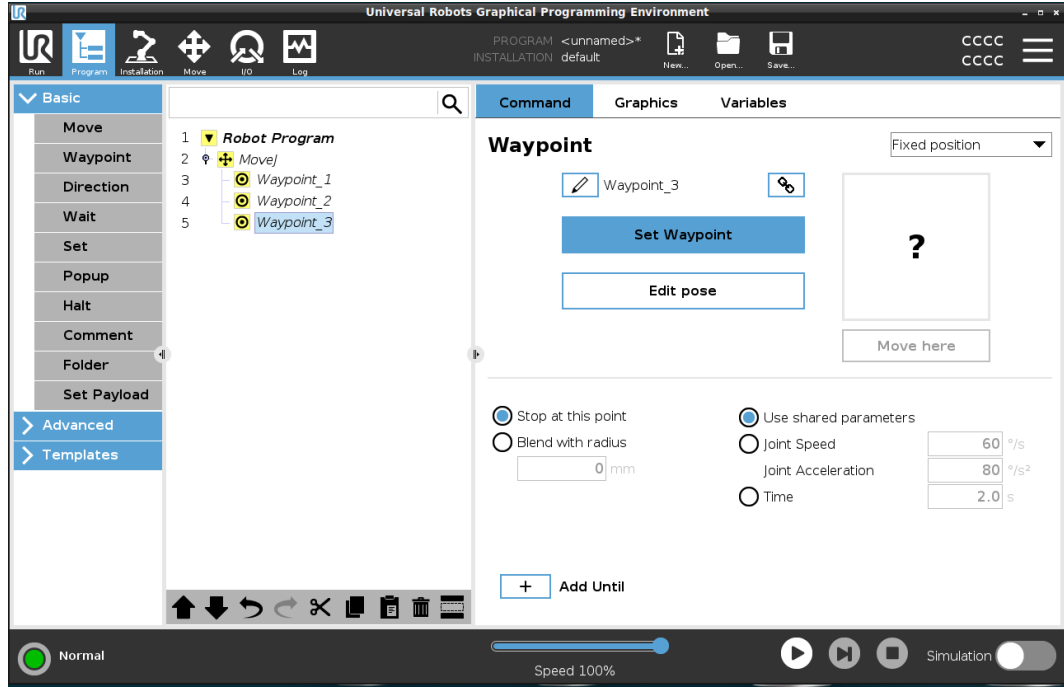 UR
Universal Robots Graphical Programming Environment
UR
Run
Program
Installation
Move
I/O
Log
PROGRAM <unnamed>*
INSTALLATION default
New...
Open...
Save...
CCCC
CCCC
Basic
Move
Waypoint
Direction
Wait
Set
Popup
Halt
Comment
Folder
Set Payload
Advanced
Templates
1 Robot Program
2 MoveJ
3 Waypoint_1
4 Waypoint_2
5 Waypoint_3
Command Graphics Variables
Waypoint
Fixed position
Waypoint_3
Set Waypoint
Edit pose
?
Move here
Stop at this point
Blend with radius
0 mm
Use shared parameters
Joint Speed 60 °/s
Joint Acceleration 80 °/s²
Time 2.0 s
+ Add Until
Normal
Speed 100%
Simulation